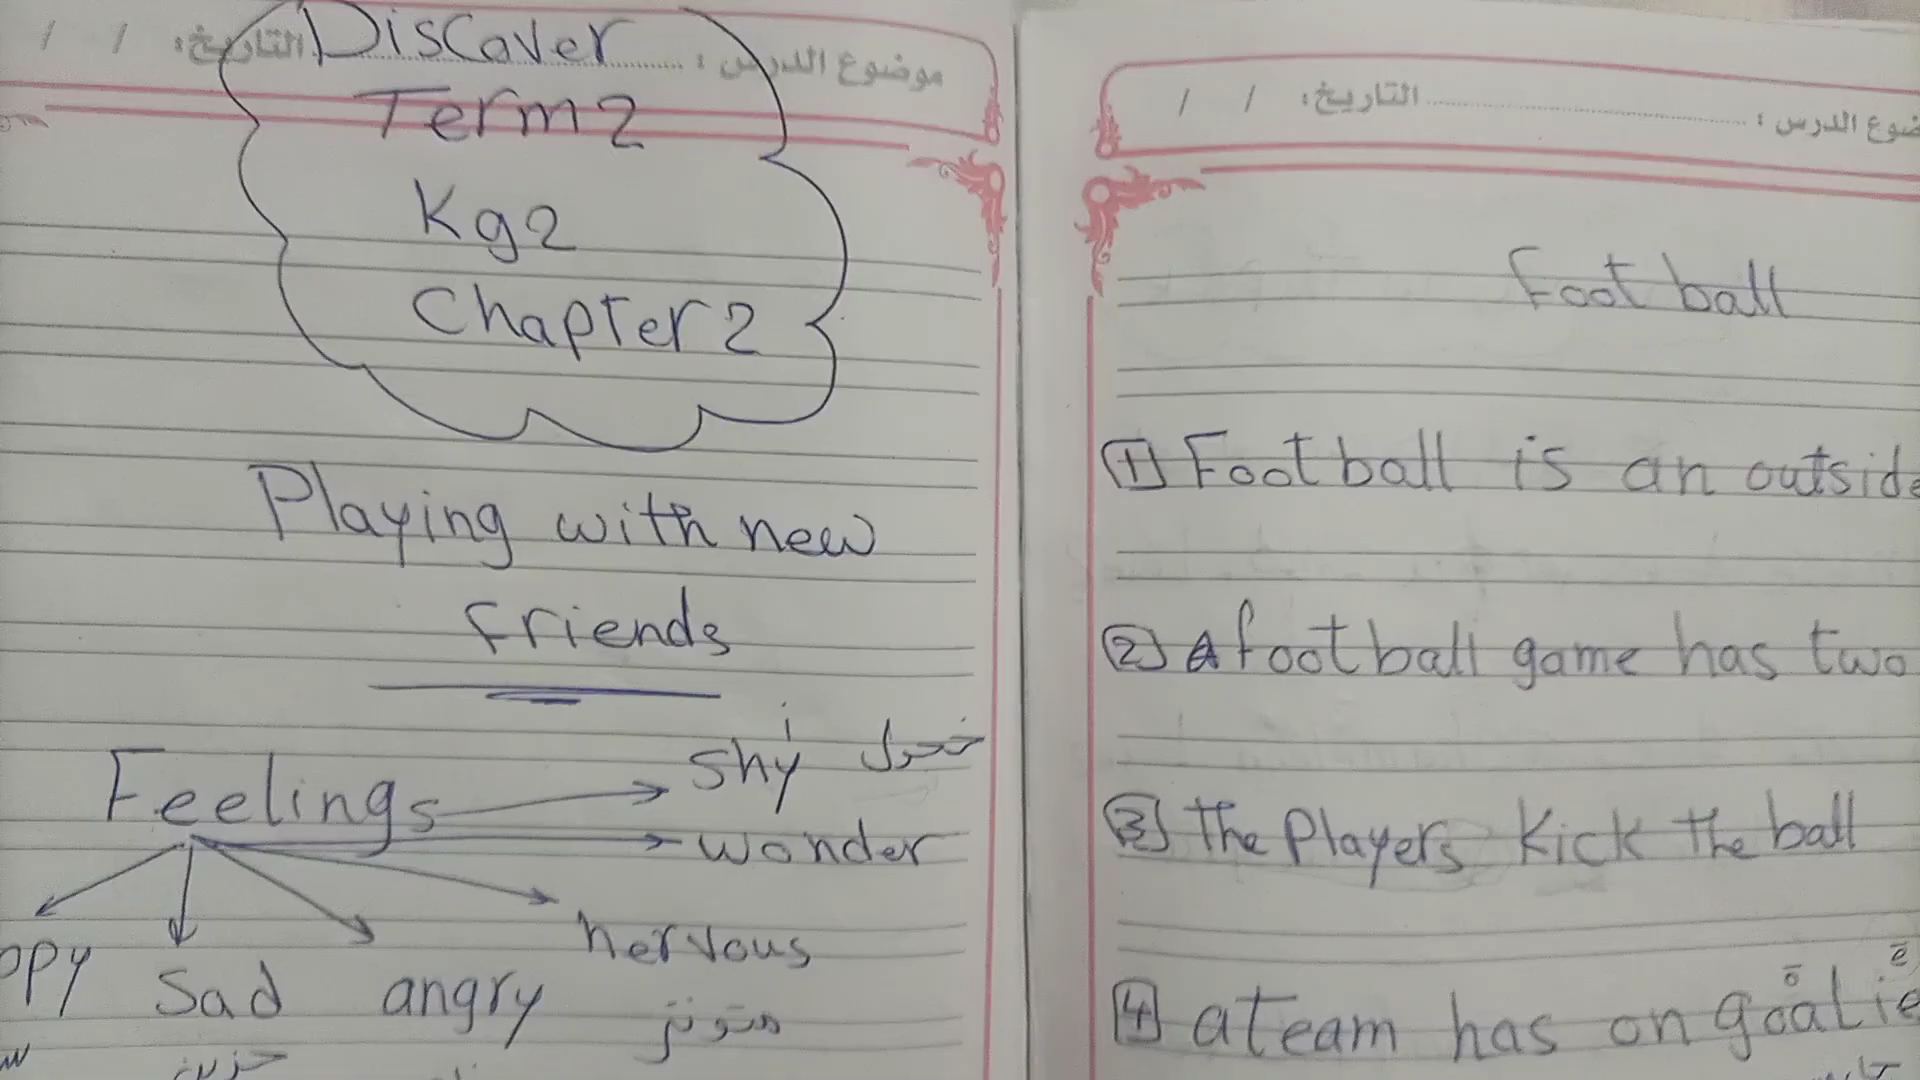 موضوع الدرس : التاريخ: / /
Discover
Term 2
Kg2
Chapter 2
Playing with new
friends
Feelings
shy خجول
wonder
nervous
متوتر
sad
حزين
angry
التاريخ: / /
الدرس :
Foot ball
1 Foot ball is an outside
2 A foot ball game has two
3 The Players Kick The ball
4 a team has on goalie
ō ē